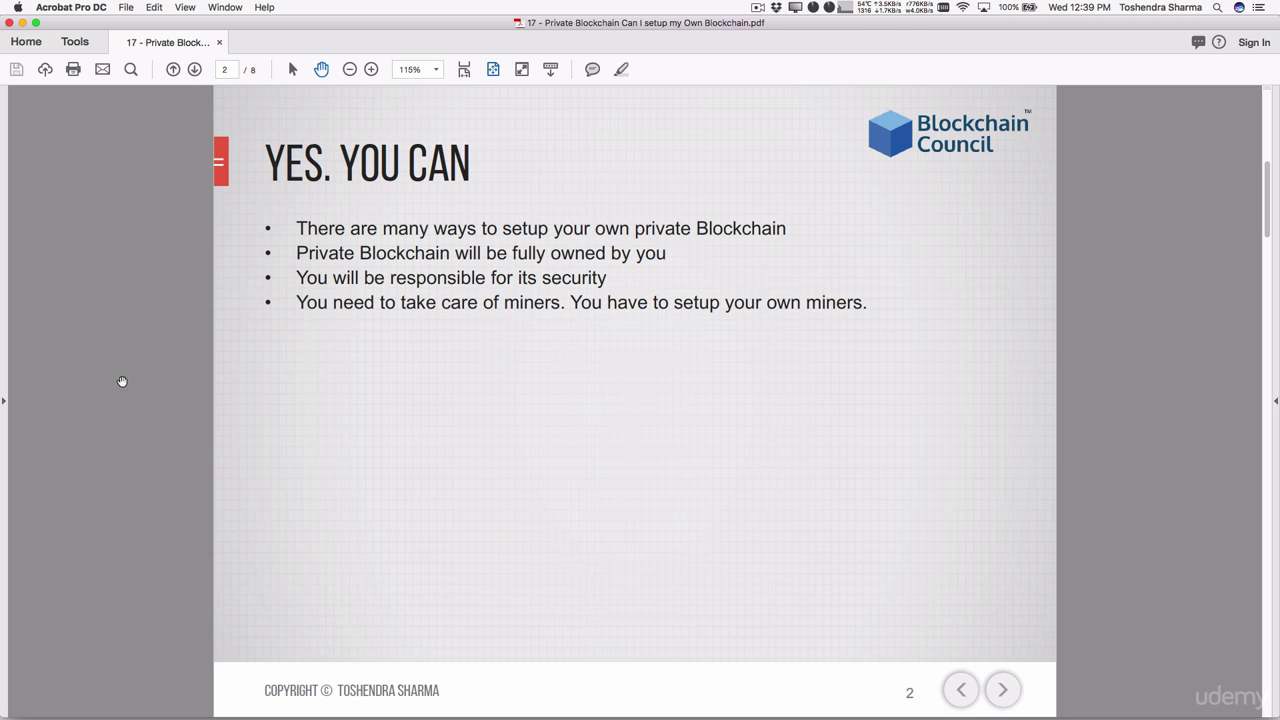 Acrobat Pro DC File Edit View Window Help 54°C ↑3.5KB/s r776KB/s 1316 ↓1.7KB/s w4.0KB/s 100% Wed 12:39 PM Toshendra Sharma
17 - Private Blockchain Can I setup my Own Blockchain.pdf
Home Tools 17 - Private Block... × Sign In
2 / 8 115%
Blockchain Council TM
YES. YOU CAN
• There are many ways to setup your own private Blockchain
• Private Blockchain will be fully owned by you
• You will be responsible for its security
• You need to take care of miners. You have to setup your own miners.
COPYRIGHT © TOSHENDRA SHARMA 2
udemy